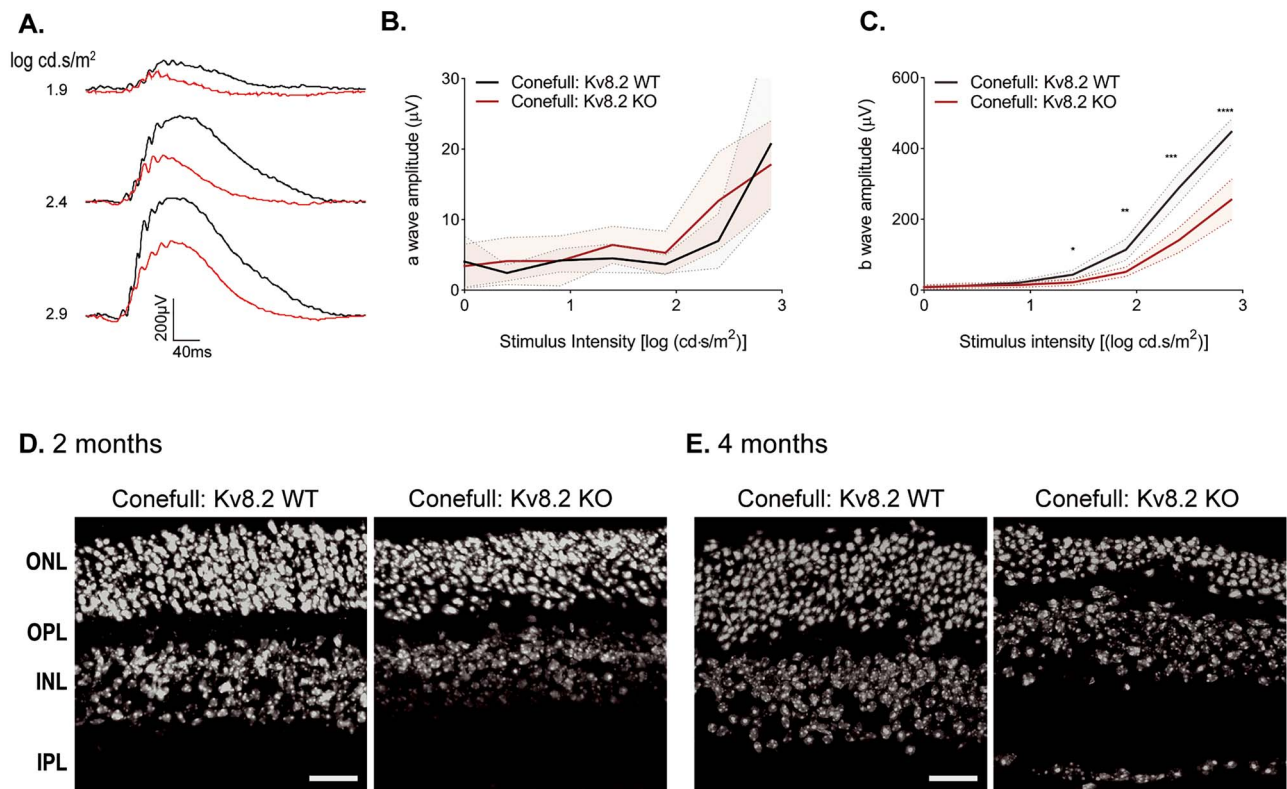 A.
log cd.s/m²
1.9
2.4
2.9
200µV
40ms
B.
Conefull: Kv8.2 WT
Conefull: Kv8.2 KO
a wave amplitude (µV)
30
20
10
0
0 1 2 3
Stimulus Intensity [log (cd·s/m²)]
C.
Conefull: Kv8.2 WT
Conefull: Kv8.2 KO
b wave amplitude (µV)
600
400
200
0
* ** *** ****
0 1 2 3
Stimulus intensity [(log cd.s/m²)]
D. 2 months
Conefull: Kv8.2 WT
Conefull: Kv8.2 KO
ONL
OPL
INL
IPL
E. 4 months
Conefull: Kv8.2 WT
Conefull: Kv8.2 KO